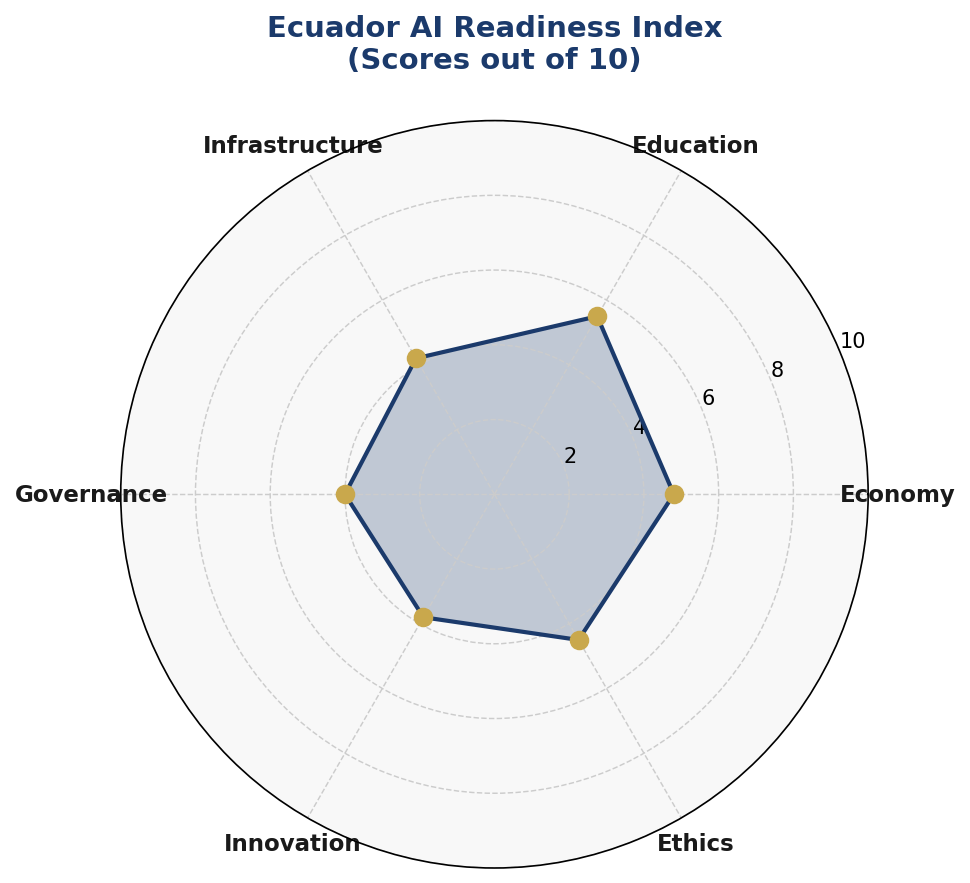 Ecuador AI Readiness Index
(Scores out of 10)
Infrastructure
Education
10
8
6
4
2
Governance
Economy
Innovation
Ethics